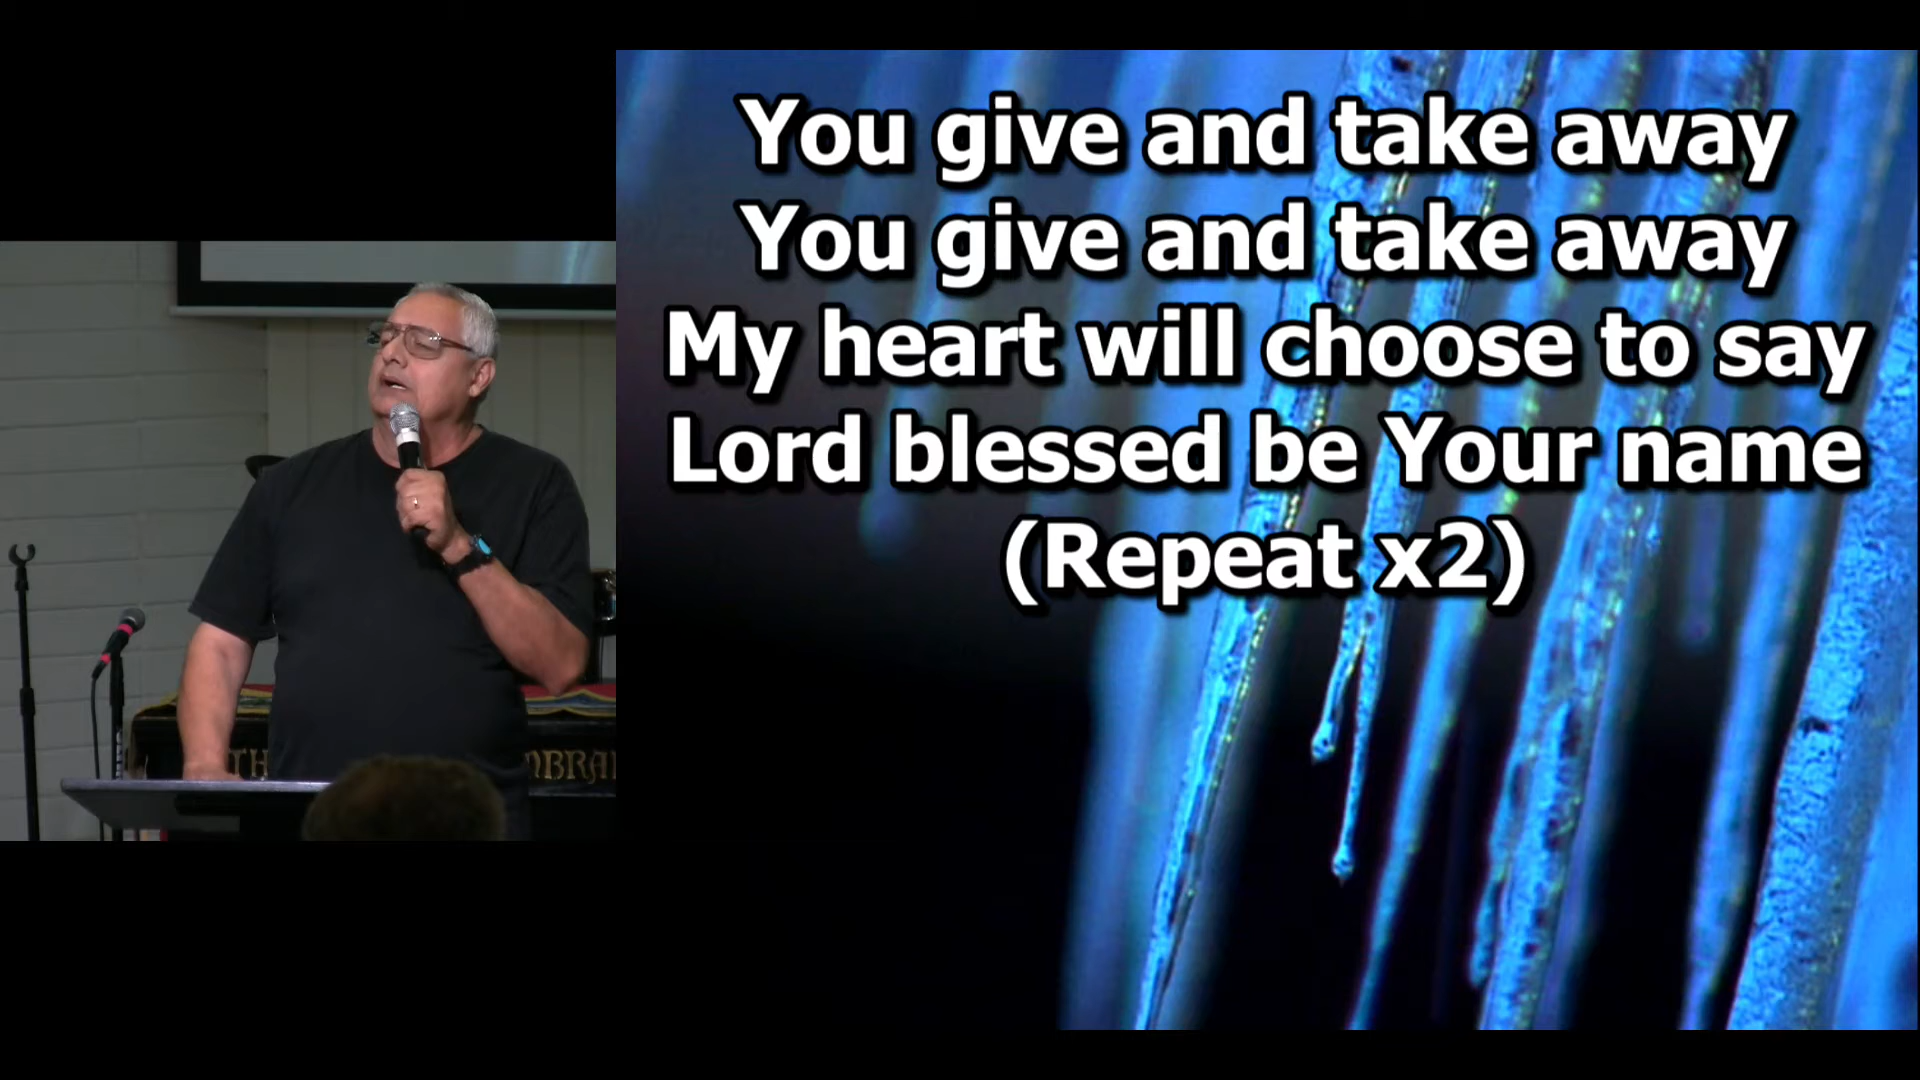 You give and take away
You give and take away
My heart will choose to say
Lord blessed be Your name
(Repeat x2)